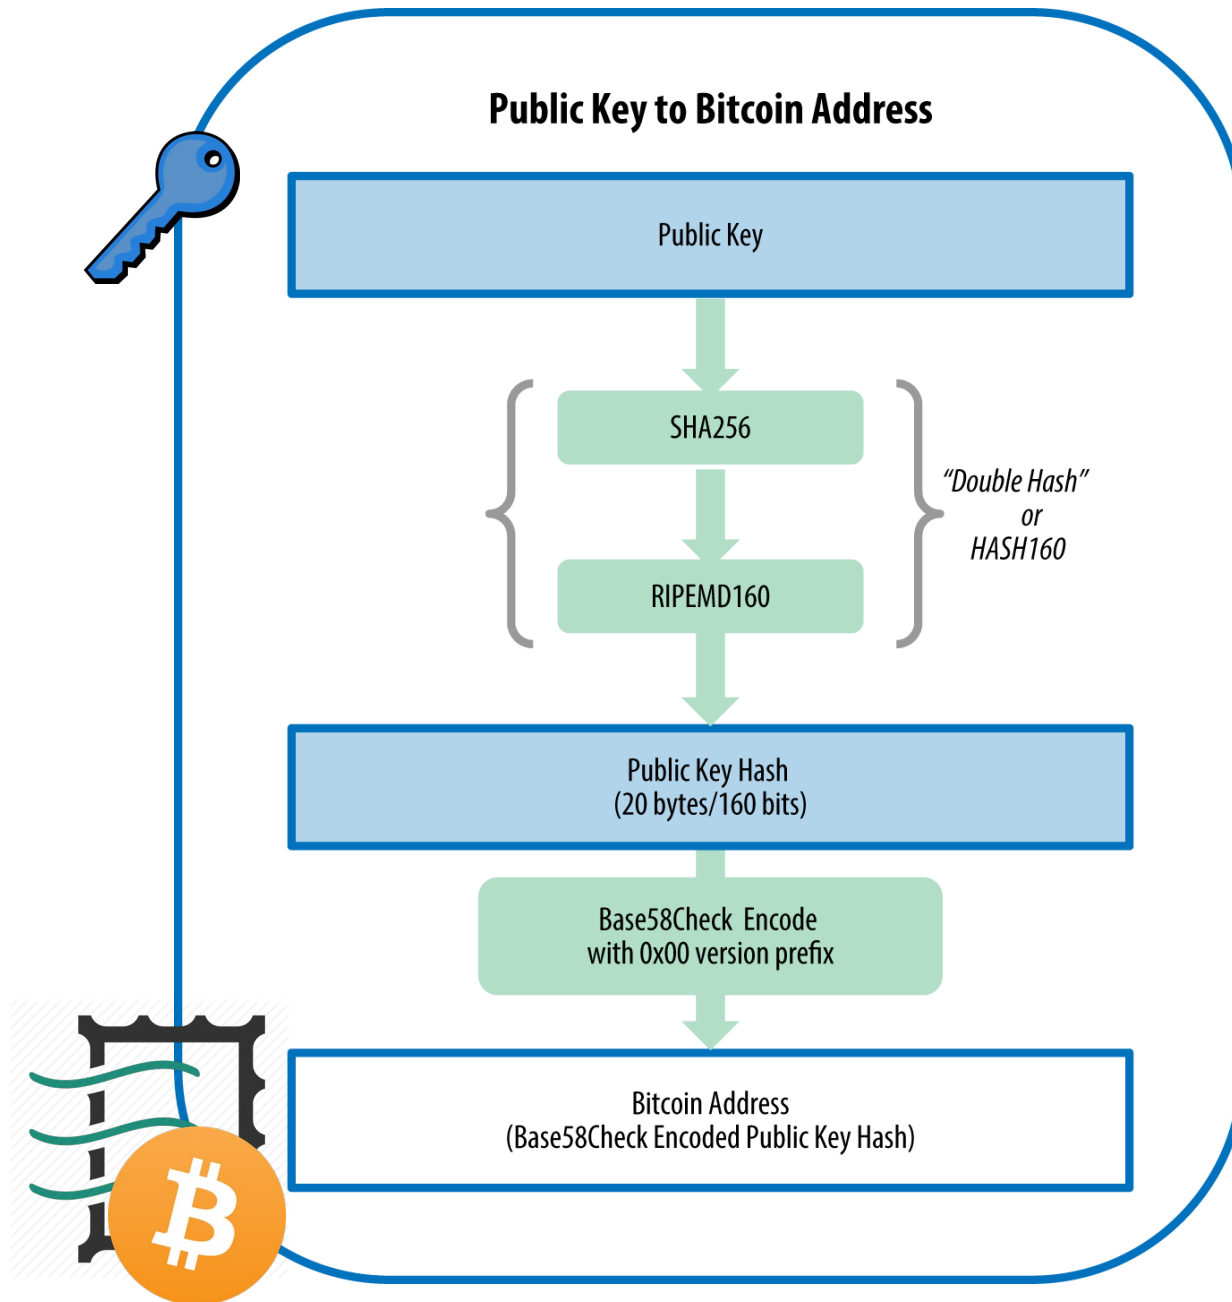 Public Key to Bitcoin Address
Public Key
SHA256
“Double Hash”
or
HASH160
RIPEMD160
Public Key Hash
(20 bytes/160 bits)
Base58Check Encode
with 0x00 version prefix
Bitcoin Address
(Base58Check Encoded Public Key Hash)